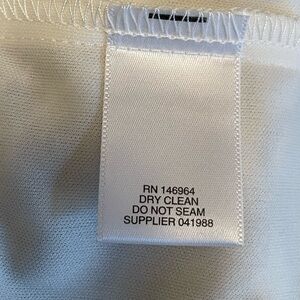 RN 146964
DRY CLEAN
DO NOT SEAM
SUPPLIER 041988